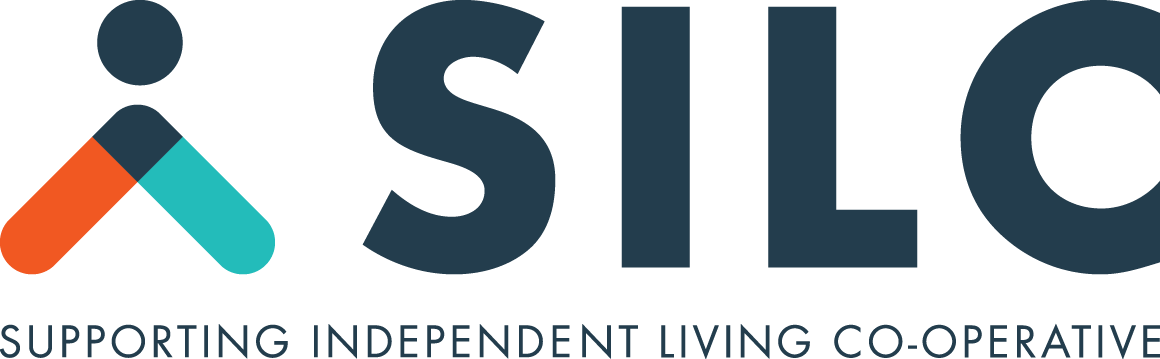 SILC
SUPPORTING INDEPENDENT LIVING CO-OPERATIVE